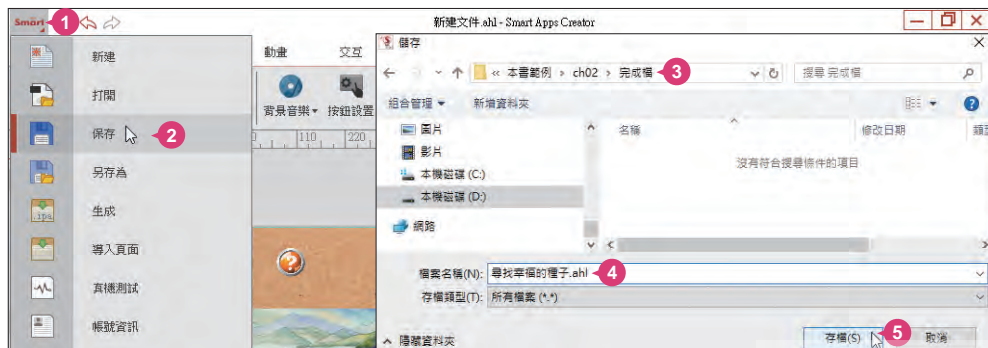 Smart
1
新建文件.ahl - Smart Apps Creator
新建
打開
保存
2
另存為
生成
.ipa
導入頁面
真機測試
帳號資訊
動畫
交互
背景音樂
按鈕設置
110
220
儲存
« 本書範例 › ch02 › 完成檔
3
搜尋 完成檔
組合管理
新增資料夾
圖片
影片
本機磁碟 (C:)
本機磁碟 (D:)
網路
名稱
修改日期
類型
沒有符合搜尋條件的項目
檔案名稱(N):
尋找幸福的種子.ahl
4
存檔類型(T):
所有檔案 (*.*)
隱藏資料夾
存檔(S)
5
取消